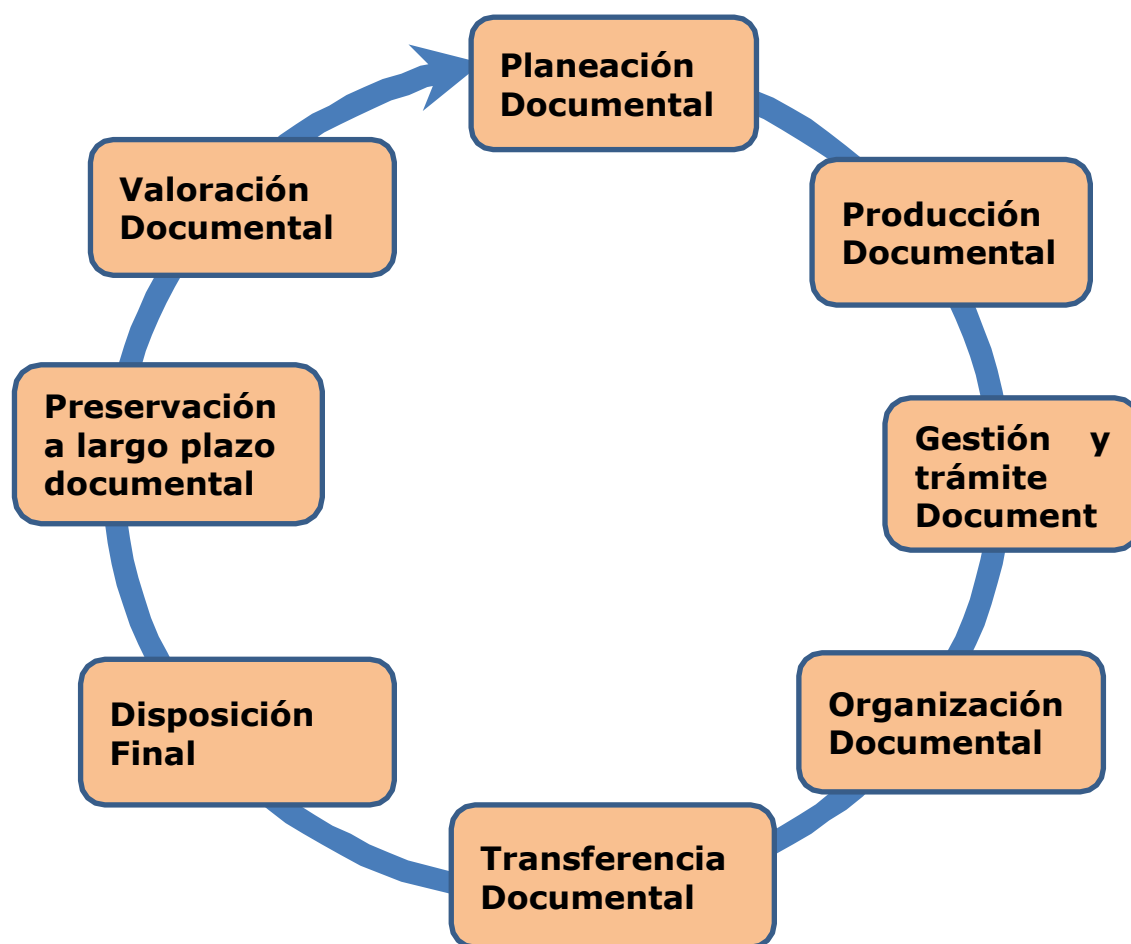 Planeación
Documental
Producción
Documental
Gestión y
trámite
Document
Organización
Documental
Transferencia
Documental
Disposición
Final
Preservación
a largo plazo
documental
Valoración
Documental